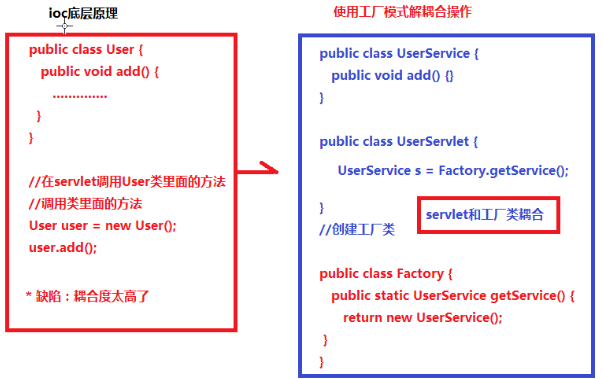 ioc底层原理
public class User {
public void add() {
..............
}
}
//在servlet调用User类里面的方法
//调用类里面的方法
User user = new User();
user.add();
* 缺陷：耦合度太高了
使用工厂模式解耦合操作
public class UserService {
public void add() {}
}
public class UserServlet {
UserService s = Factory.getService();
}
servlet和工厂类耦合
//创建工厂类
public class Factory {
public static UserService getService() {
return new UserService();
}
}